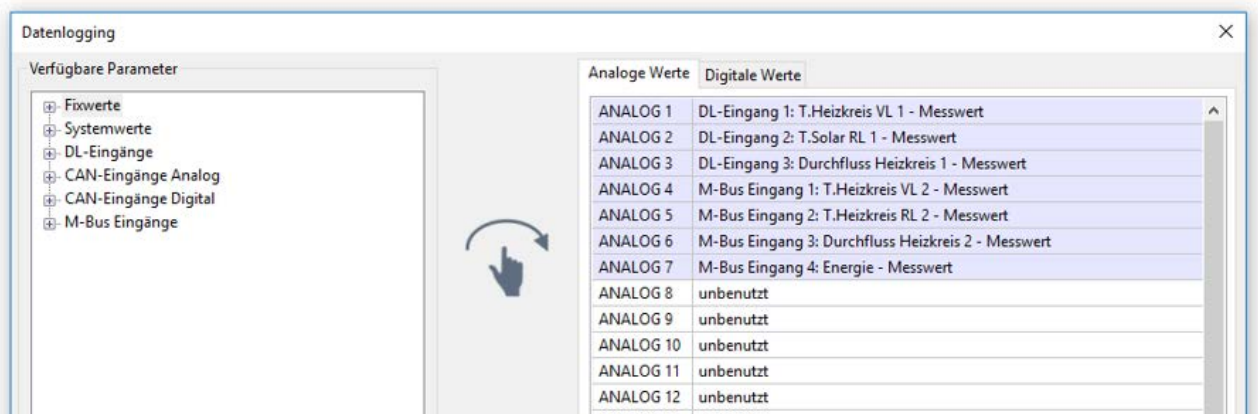 Datenlogging
Verfügbare Parameter
Fixwerte
Systemwerte
DL-Eingänge
CAN-Eingänge Analog
CAN-Eingänge Digital
M-Bus Eingänge
Analoge Werte Digitale Werte
ANALOG 1 DL-Eingang 1: T.Heizkreis VL 1 - Messwert
ANALOG 2 DL-Eingang 2: T.Solar RL 1 - Messwert
ANALOG 3 DL-Eingang 3: Durchfluss Heizkreis 1 - Messwert
ANALOG 4 M-Bus Eingang 1: T.Heizkreis VL 2 - Messwert
ANALOG 5 M-Bus Eingang 2: T.Heizkreis RL 2 - Messwert
ANALOG 6 M-Bus Eingang 3: Durchfluss Heizkreis 2 - Messwert
ANALOG 7 M-Bus Eingang 4: Energie - Messwert
ANALOG 8 unbenutzt
ANALOG 9 unbenutzt
ANALOG 10 unbenutzt
ANALOG 11 unbenutzt
ANALOG 12 unbenutzt